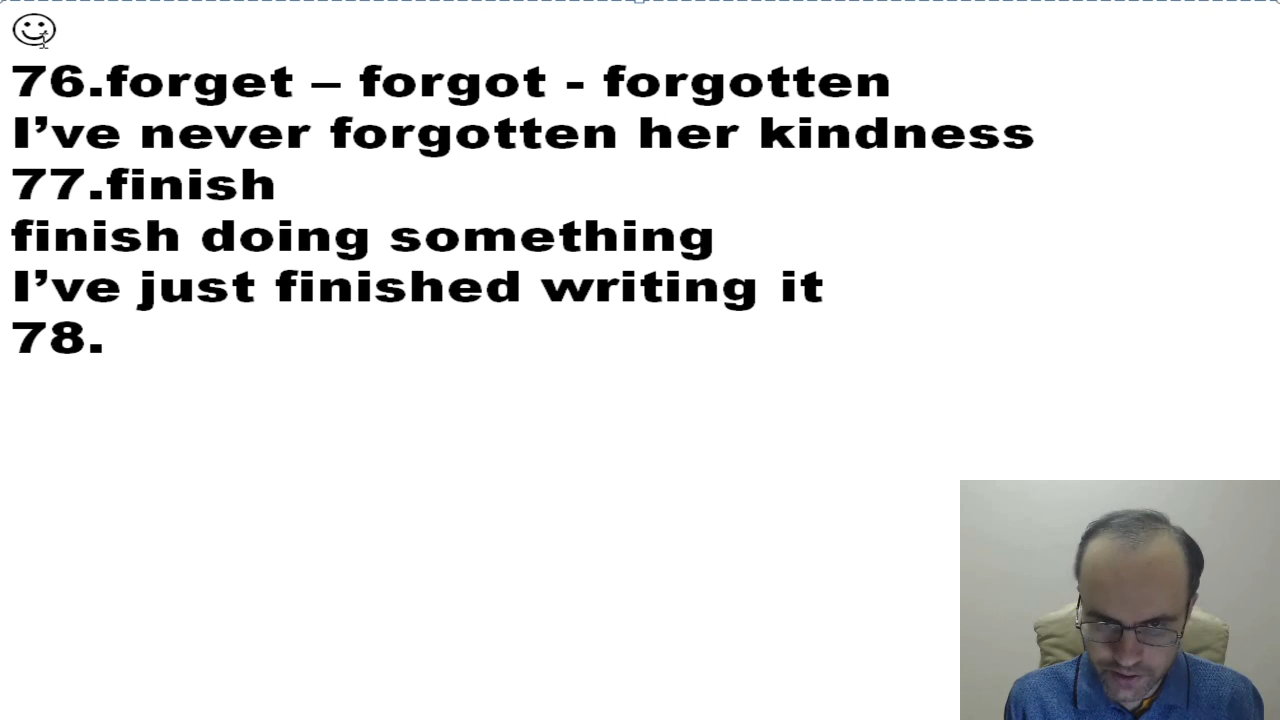 76.forget – forgot - forgotten
I’ve never forgotten her kindness
77.finish
finish doing something
I’ve just finished writing it
78.